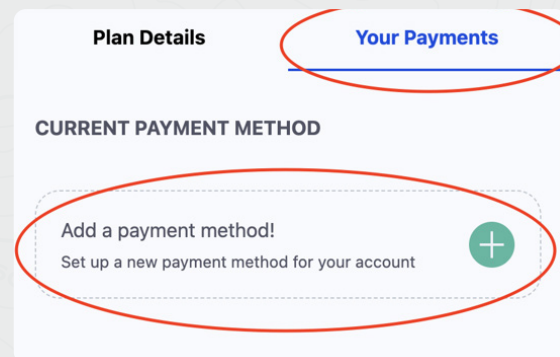 Plan Details
Your Payments
CURRENT PAYMENT METHOD
Add a payment method!
Set up a new payment method for your account